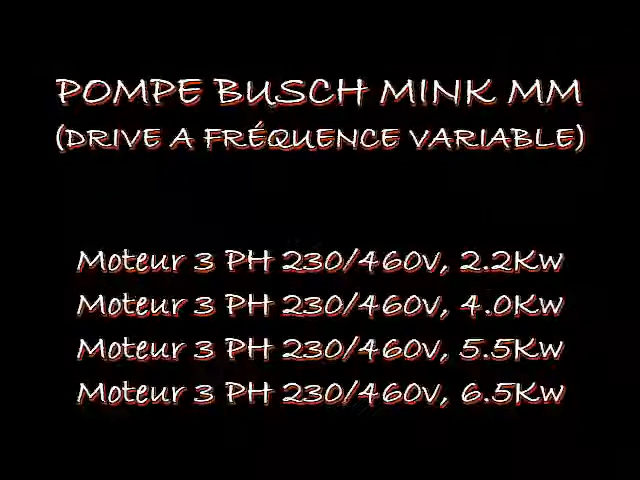 POMPE BUSCH MINK MM
(DRIVE A FRÉQUENCE VARIABLE)
Moteur 3 PH 230/460v, 2.2Kw
Moteur 3 PH 230/460v, 4.0Kw
Moteur 3 PH 230/460v, 5.5Kw
Moteur 3 PH 230/460v, 6.5Kw